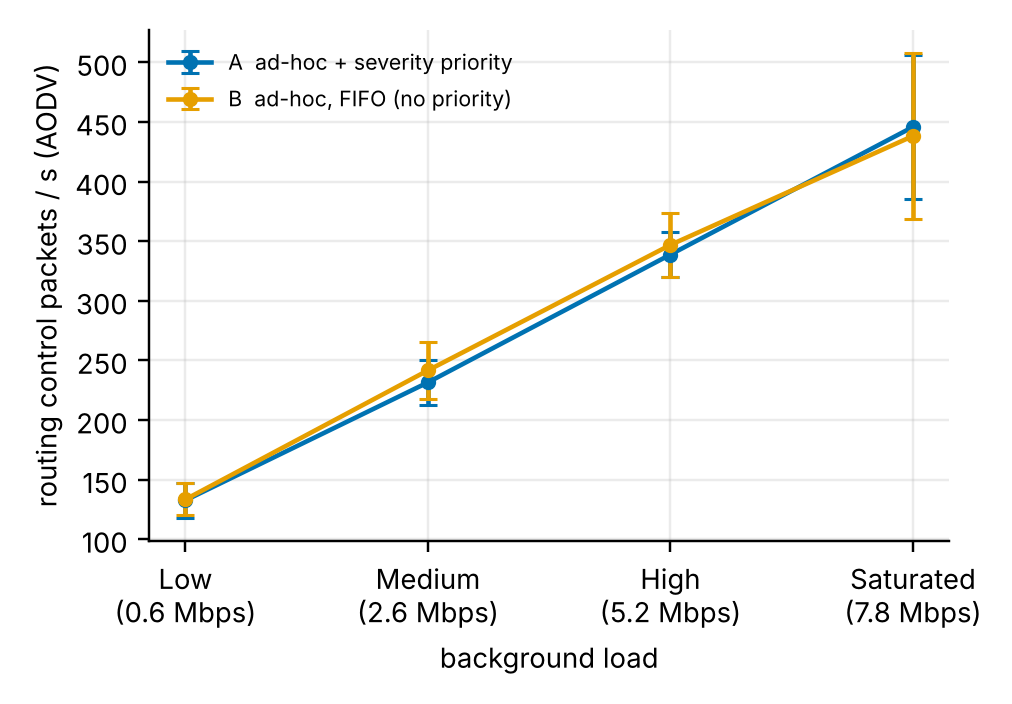 routing control packets / s (AODV)
500
450
400
350
300
250
200
150
100
A  ad-hoc + severity priority
B  ad-hoc, FIFO (no priority)
Low
(0.6 Mbps)
Medium
(2.6 Mbps)
High
(5.2 Mbps)
Saturated
(7.8 Mbps)
background load